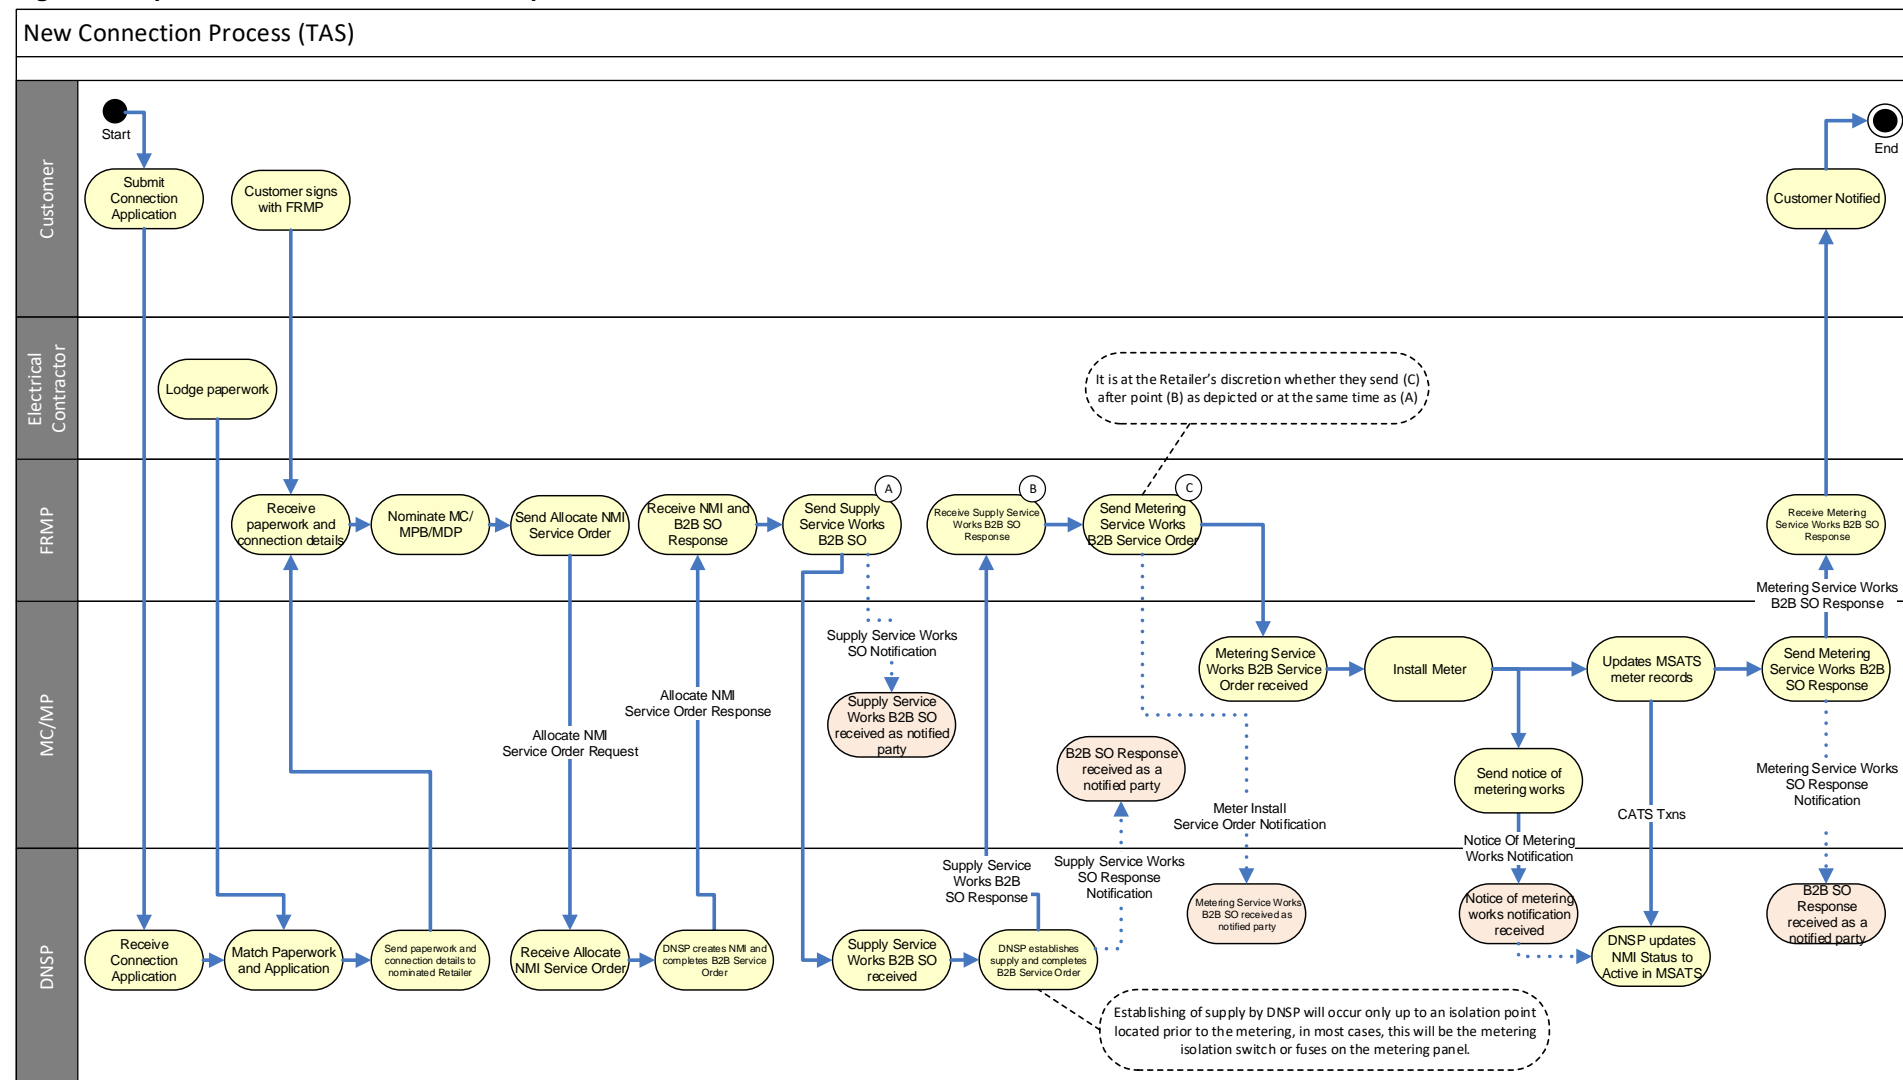 New Connection Process (TAS)
Customer
Start
Submit
Connection
Application
Customer signs
with FRMP
End
Customer Notified
Electrical
Contractor
Lodge paperwork
It is at the Retailer’s discretion whether they send (C)
after point (B) as depicted or at the same time as (A)
FRMP
Receive
paperwork and
connection details
Nominate MC/
MPB/MDP
Send Allocate NMI
Service Order
Receive NMI and
B2B SO
Response
A
Send Supply
Service Works
B2B SO
B
Receive Supply Service
Works B2B SO
Response
C
Send Metering
Service Works
B2B Service Order
Receive Metering
Service Works B2B SO
Response
Metering Service Works
B2B SO Response
MC/MP
Supply Service Works
SO Notification
Supply Service
Works B2B SO
received as notified
party
Allocate NMI
Service Order Response
Allocate NMI
Service Order Request
B2B SO Response
received as a
notified party
Metering Service
Works B2B Service
Order received
Install Meter
Updates MSATS
meter records
Send Metering
Service Works B2B
SO Response
Send notice of
metering works
Meter Install
Service Order Notification
CATS Txns
Metering Service Works
SO Response
Notification
Notice Of Metering
Works Notification
DNSP
Supply Service
Works B2B
SO Response
Supply Service Works
SO Response
Notification
Metering Service Works
B2B SO received as
notified party
Notice of metering
works notification
received
B2B SO
Response
received as a
notified party
Receive
Connection
Application
Match Paperwork
and Application
Send paperwork and
connection details to
nominated Retailer
Receive Allocate
NMI Service Order
DNSP creates NMI and
completes B2B Service
Order
Supply Service
Works B2B SO
received
DNSP establishes
supply and completes
B2B Service Order
DNSP updates
NMI Status to
Active in MSATS
Establishing of supply by DNSP will occur only up to an isolation point
located prior to the metering, in most cases, this will be the metering
isolation switch or fuses on the metering panel.